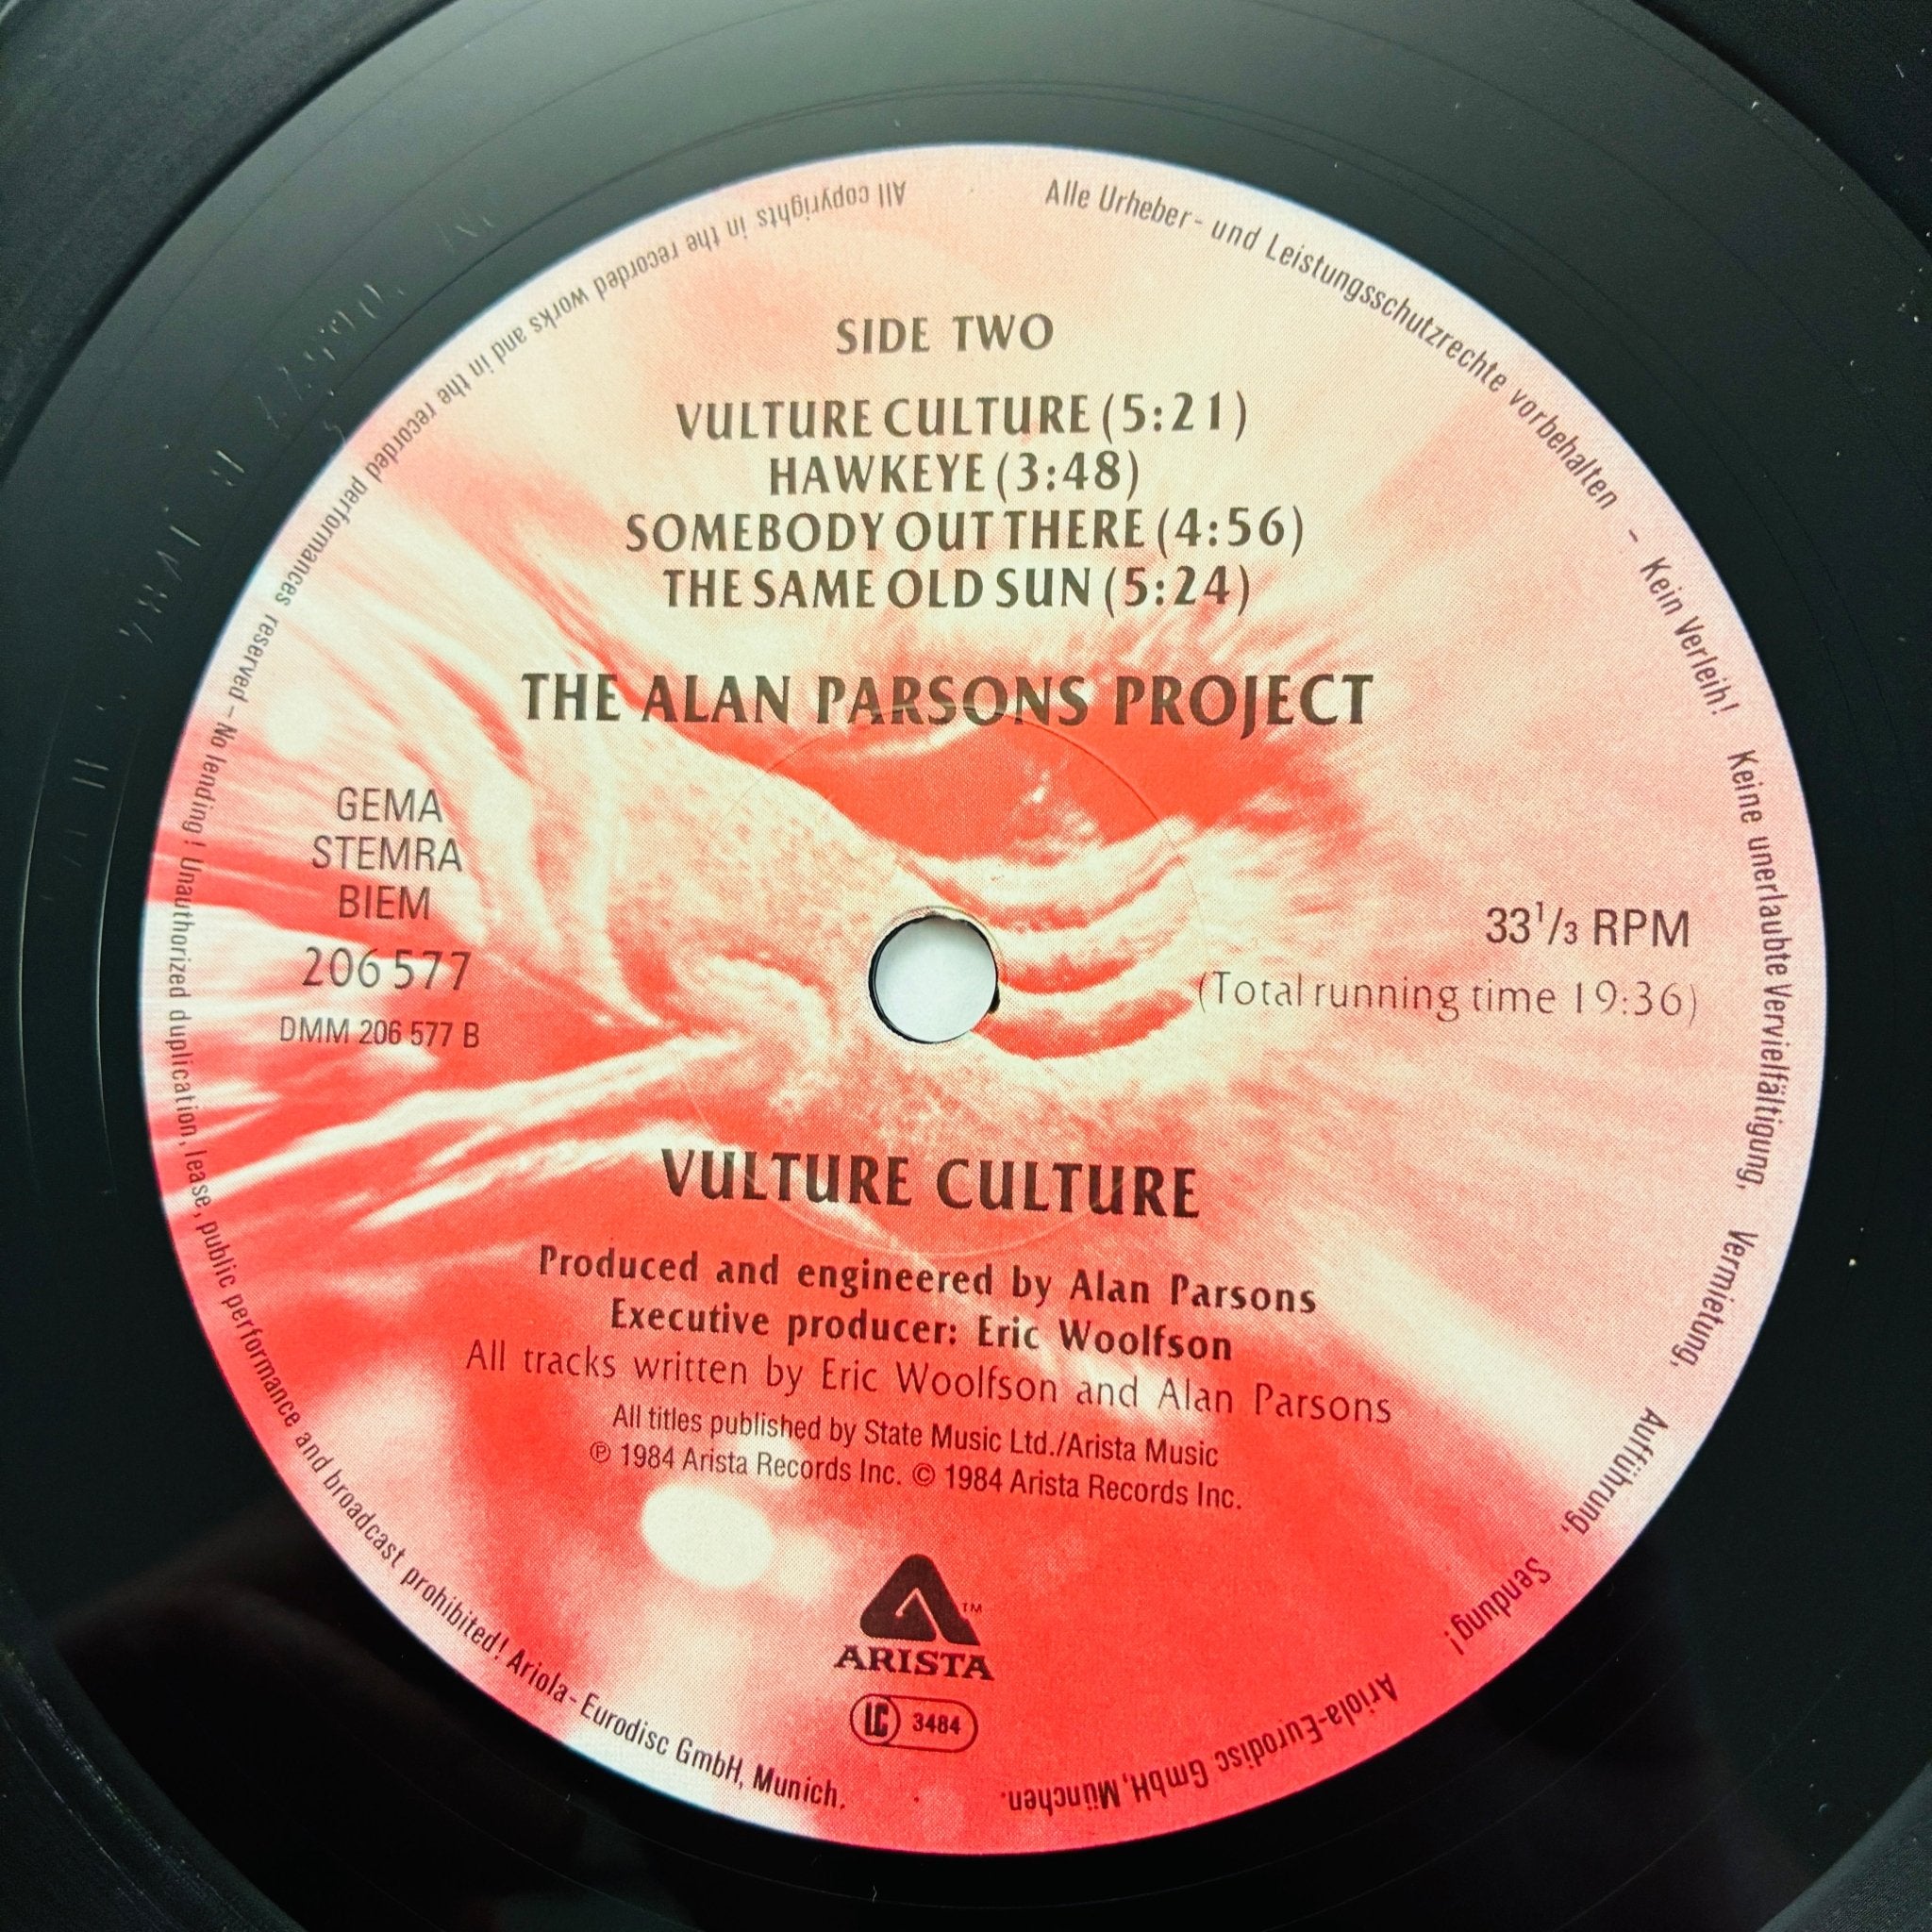 SIDE TWO
VULTURE CULTURE (5:21)
HAWKEYE (3:48)
SOMEBODY OUT THERE (4:56)
THE SAME OLD SUN (5:24)
THE ALAN PARSONS PROJECT
GEMA
STEMRA
BIEM
206 577
DMM 206 577 B
33 1/3 RPM
(Total running time 19:36)
VULTURE CULTURE
Produced and engineered by Alan Parsons
Executive producer: Eric Woolfson
All tracks written by Eric Woolfson and Alan Parsons
All titles published by State Music Ltd./Arista Music
℗ 1984 Arista Records Inc. © 1984 Arista Records Inc.
TM
ARISTA
LC 3484
Alle Urheber- und Leistungsschutzrechte vorbehalten - Kein Verleih! Keine unerlaubte Vervielfältigung, Vermietung, Aufführung, Sendung! Ariola-Eurodisc GmbH, München.
All copyrights in the recorded works and in the recorded performances reserved – No lending! Unauthorized duplication, lease, public performance and broadcast prohibited! Ariola-Eurodisc GmbH, Munich.